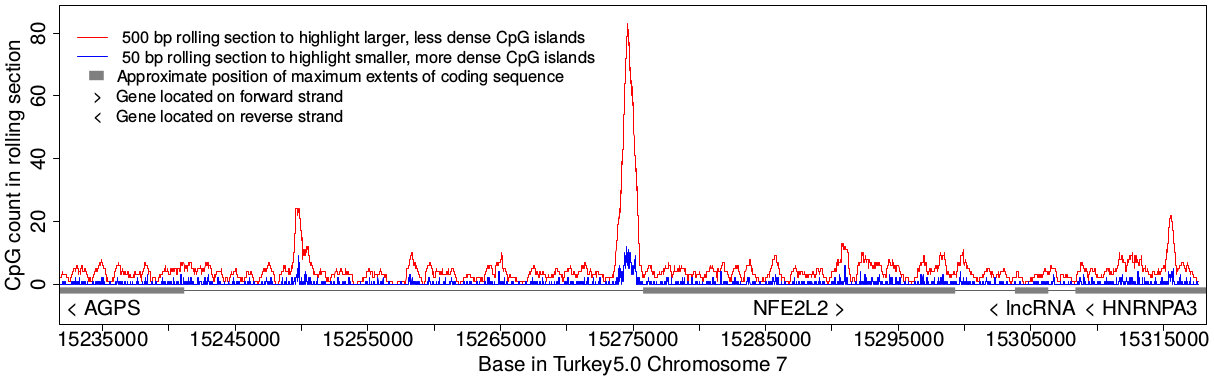 CpG count in rolling section
80
60
40
20
0
500 bp rolling section to highlight larger, less dense CpG islands
50 bp rolling section to highlight smaller, more dense CpG islands
Approximate position of maximum extents of coding sequence
> Gene located on forward strand
< Gene located on reverse strand
< AGPS NFE2L2 > < lncRNA < HNRNPA3
15235000 15245000 15255000 15265000 15275000 15285000 15295000 15305000 15315000
Base in Turkey5.0 Chromosome 7